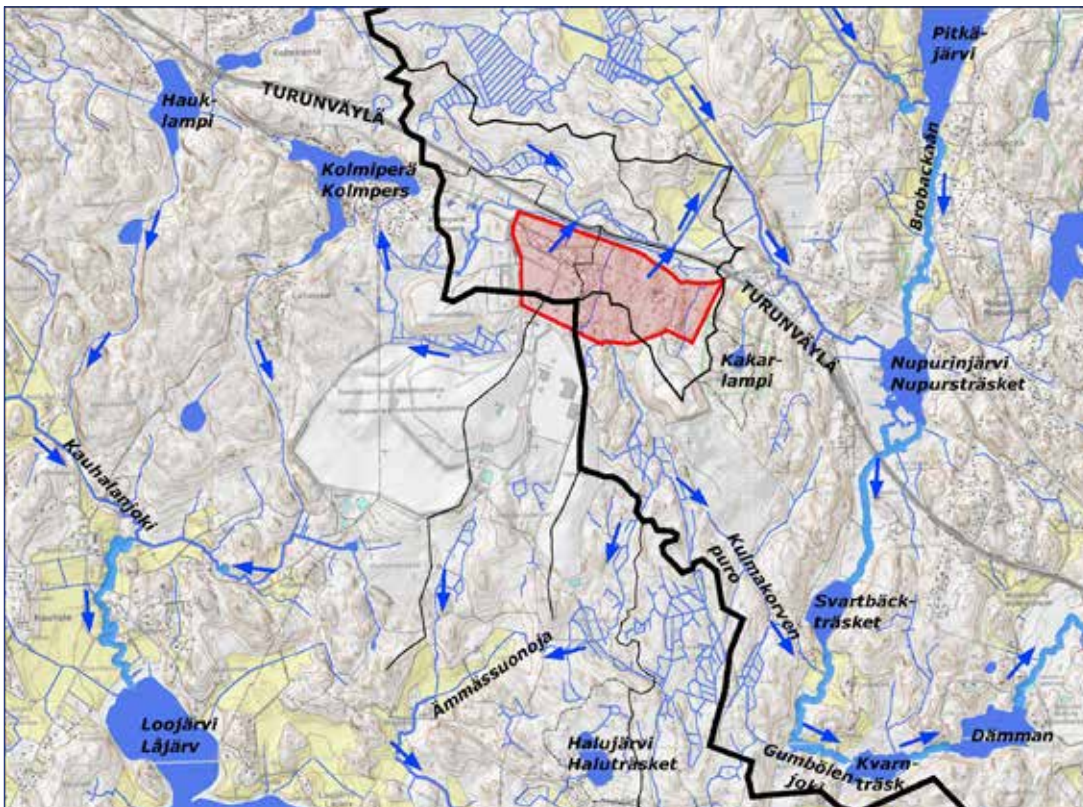 Pitkä-
järvi
Hauk-
lampi
TURUNVÄYLÄ
Kolmiperä
Kolmpers
Brobackaån
TURUNVÄYLÄ
Kakar-
lampi
Nupurinjärvi
Nupursträsket
Kauhalanjoki
Kulmakorven
puro
Svartbäck-
träsket
Ämmässuonoja
Loojärvi
Låjärv
Halujärvi
Haluträsket
Gumbölen-
joki
Kvarn-
träsk
Dämman